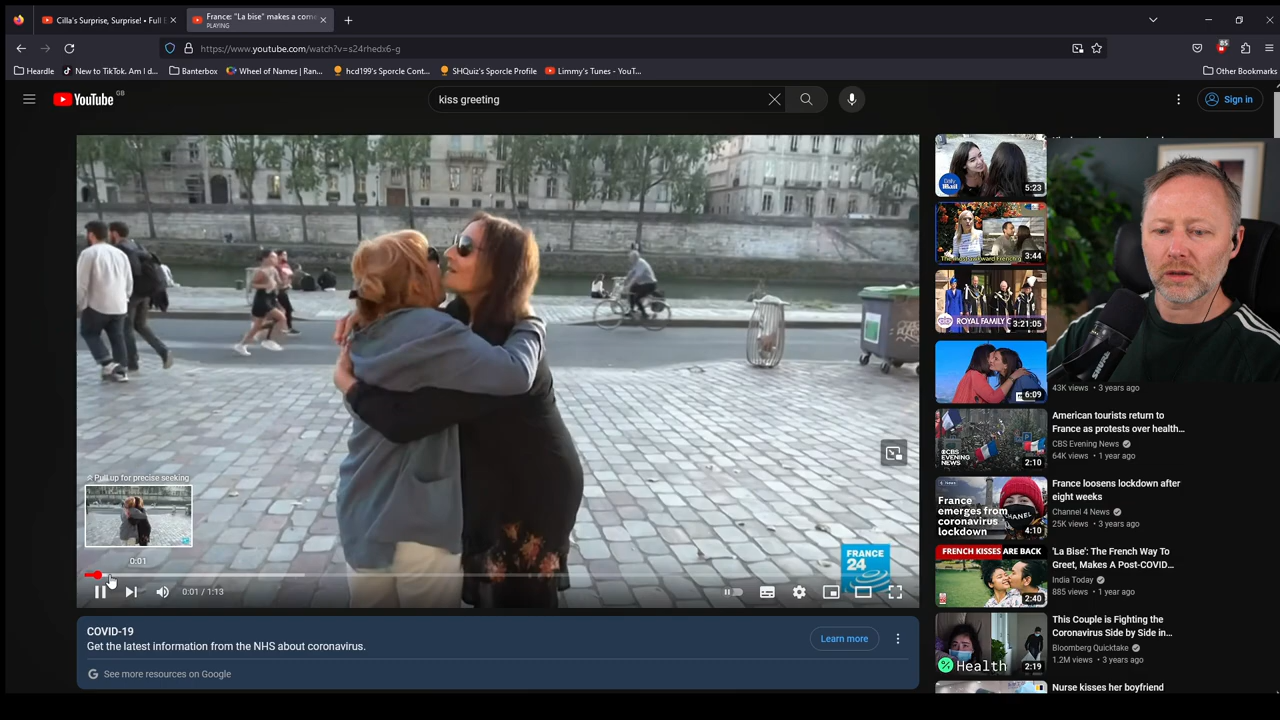 Cilla's Surprise, Surprise! • Full E
France: "La bise" makes a com
PLAYING
https://www.youtube.com/watch?v=s24rhedx6-g
85
Heardle
New to TikTok, Am I d...
Banterbox
Wheel of Names | Ran...
hcd199's Sporcle Cont...
SHQuiz's Sporcle Profile
Limmy's Tunes - YouT...
Other Bookmarks
YouTube GB
kiss greeting
Sign in
Daily Mail
5:23
3:44
ROYAL FAMILY
3:21:05
6:09
43K views • 3 years ago
American tourists return to
France as protests over health...
CBS Evening News
64K views • 1 year ago
CBS EVENING NEWS
2:10
France loosens lockdown after
eight weeks
Channel 4 News
25K views • 3 years ago
France
emerges from
coronavirus
lockdown
CHANEL
4:10
FRENCH KISSES ARE BACK
2:40
'La Bise': The French Way To
Greet, Makes A Post-COVID...
India Today
885 views • 1 year ago
This Couple is Fighting the
Coronavirus Side by Side in...
Bloomberg Quicktake
1.2M views • 3 years ago
Health
2:19
Nurse kisses her boyfriend
SHURE
Pull up for precise seeking
0:01
FRANCE
24
0:01 / 1:13
COVID-19
Get the latest information from the NHS about coronavirus.
Learn more
See more resources on Google